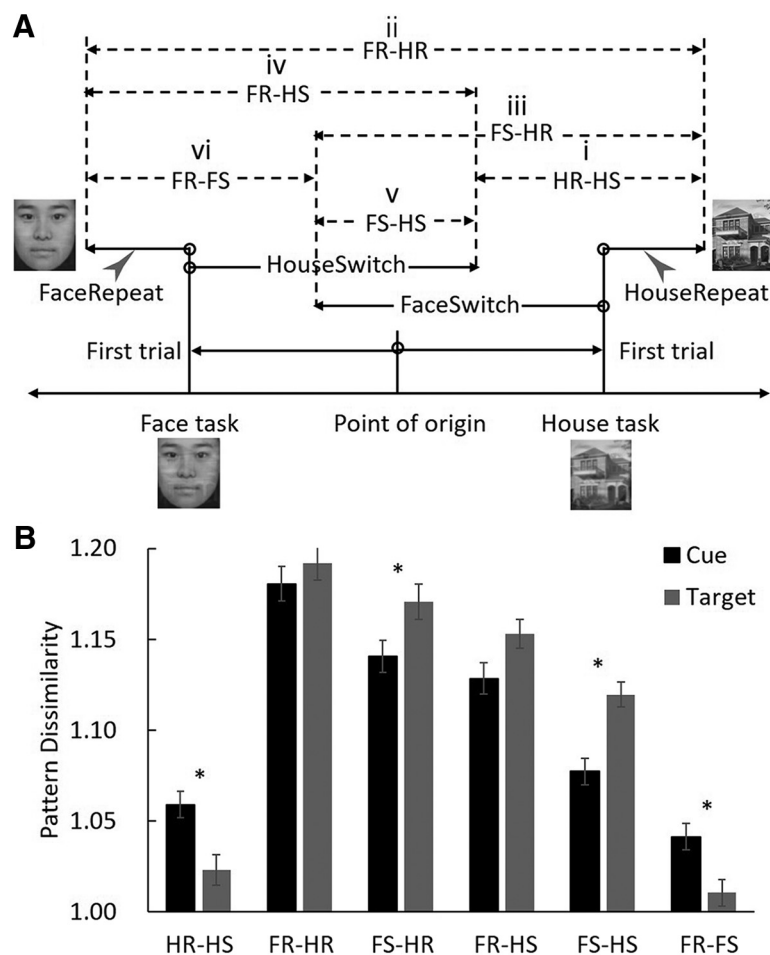 A
ii
FR-HR
iv
FR-HS
iii
FS-HR
vi
FR-FS
i
HR-HS
v
FS-HS
HouseSwitch
FaceRepeat
HouseRepeat
FaceSwitch
First trial
First trial
Face task
Point of origin
House task
B
Pattern Dissimilarity
1.20
1.15
1.10
1.05
1.00
Cue
Target
*
*
*
*
HR-HS
FR-HR
FS-HR
FR-HS
FS-HS
FR-FS